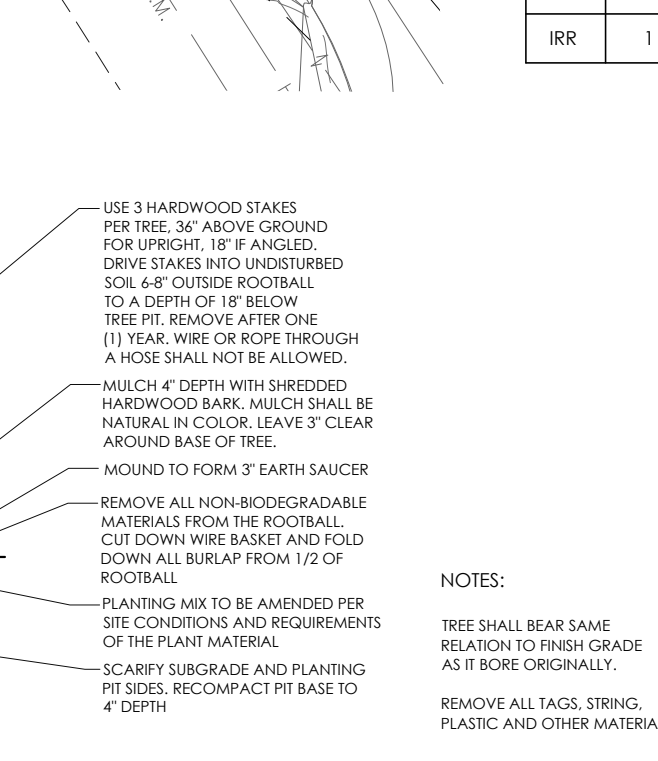 M.
IRR 1
USE 3 HARDWOOD STAKES
PER TREE, 36" ABOVE GROUND
FOR UPRIGHT, 18" IF ANGLED.
DRIVE STAKES INTO UNDISTURBED
SOIL 6-8" OUTSIDE ROOTBALL
TO A DEPTH OF 18" BELOW
TREE PIT. REMOVE AFTER ONE
(1) YEAR. WIRE OR ROPE THROUGH
A HOSE SHALL NOT BE ALLOWED.
MULCH 4" DEPTH WITH SHREDDED
HARDWOOD BARK. MULCH SHALL BE
NATURAL IN COLOR. LEAVE 3" CLEAR
AROUND BASE OF TREE.
MOUND TO FORM 3" EARTH SAUCER
REMOVE ALL NON-BIODEGRADABLE
MATERIALS FROM THE ROOTBALL.
CUT DOWN WIRE BASKET AND FOLD
DOWN ALL BURLAP FROM 1/2 OF
ROOTBALL
PLANTING MIX TO BE AMENDED PER
SITE CONDITIONS AND REQUIREMENTS
OF THE PLANT MATERIAL
SCARIFY SUBGRADE AND PLANTING
PIT SIDES. RECOMPACT PIT BASE TO
4" DEPTH
NOTES:
TREE SHALL BEAR SAME
RELATION TO FINISH GRADE
AS IT BORE ORIGINALLY.
REMOVE ALL TAGS, STRING,
PLASTIC AND OTHER MATERIA